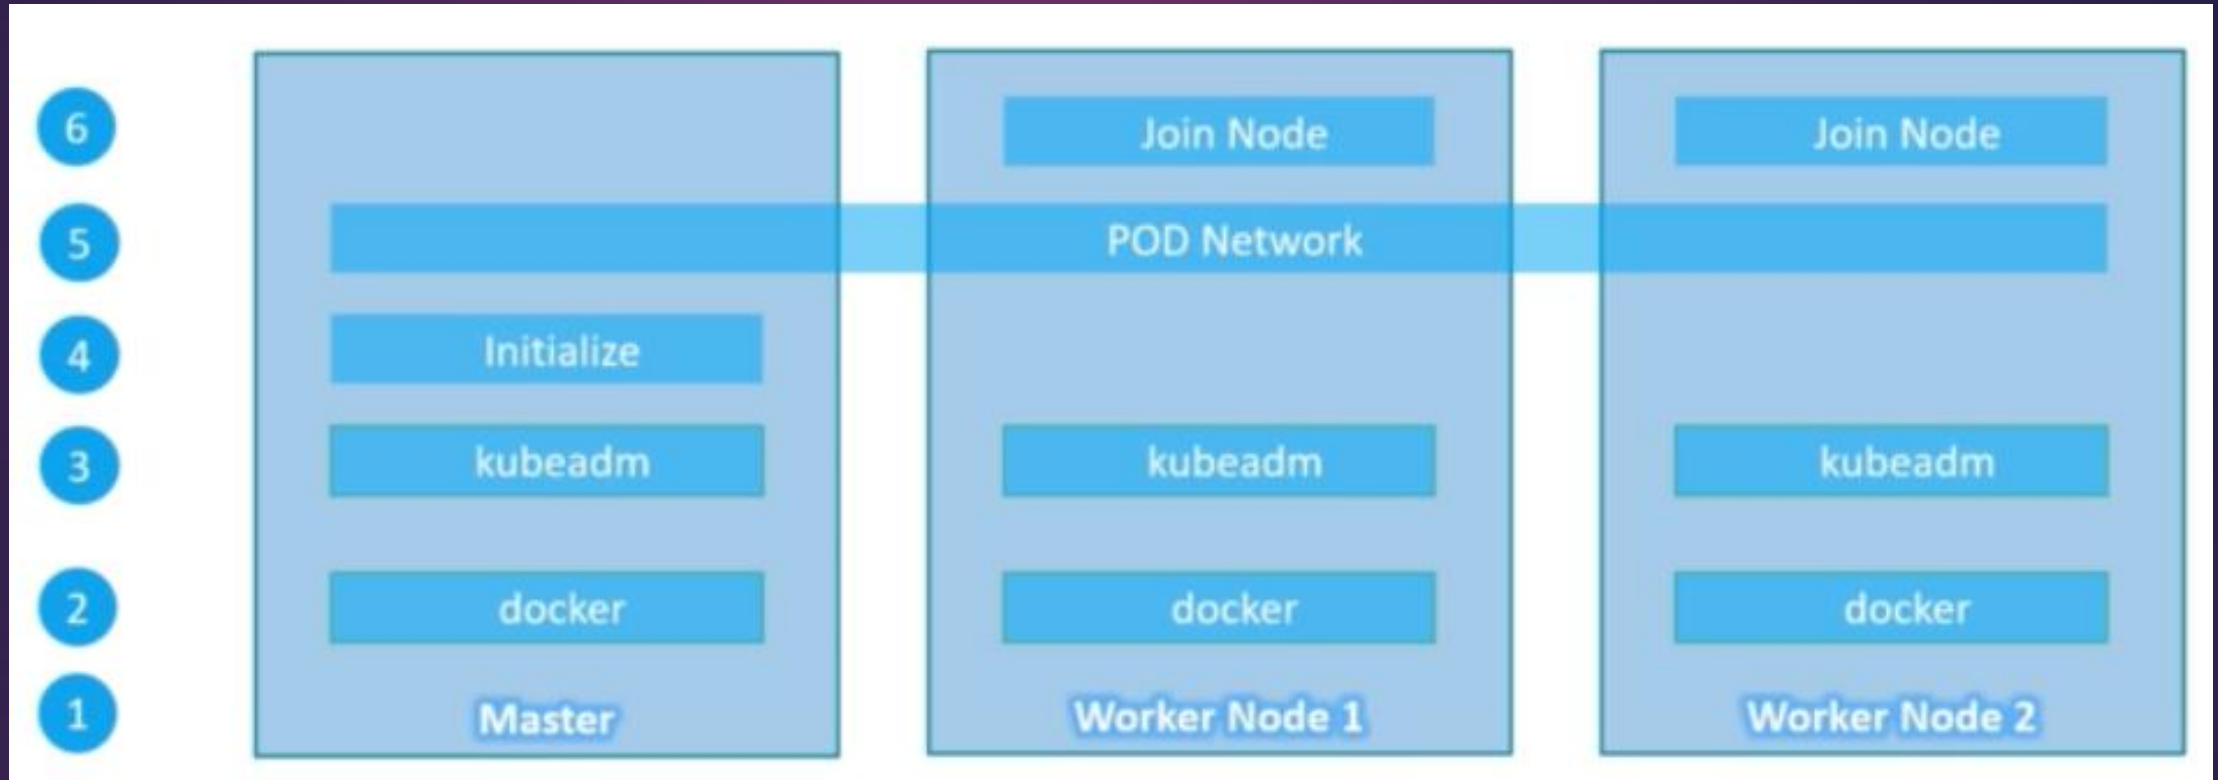 6
Join Node
Join Node
5
POD Network
4
Initialize
3
kubeadm
kubeadm
kubeadm
2
docker
docker
docker
1
Master
Worker Node 1
Worker Node 2